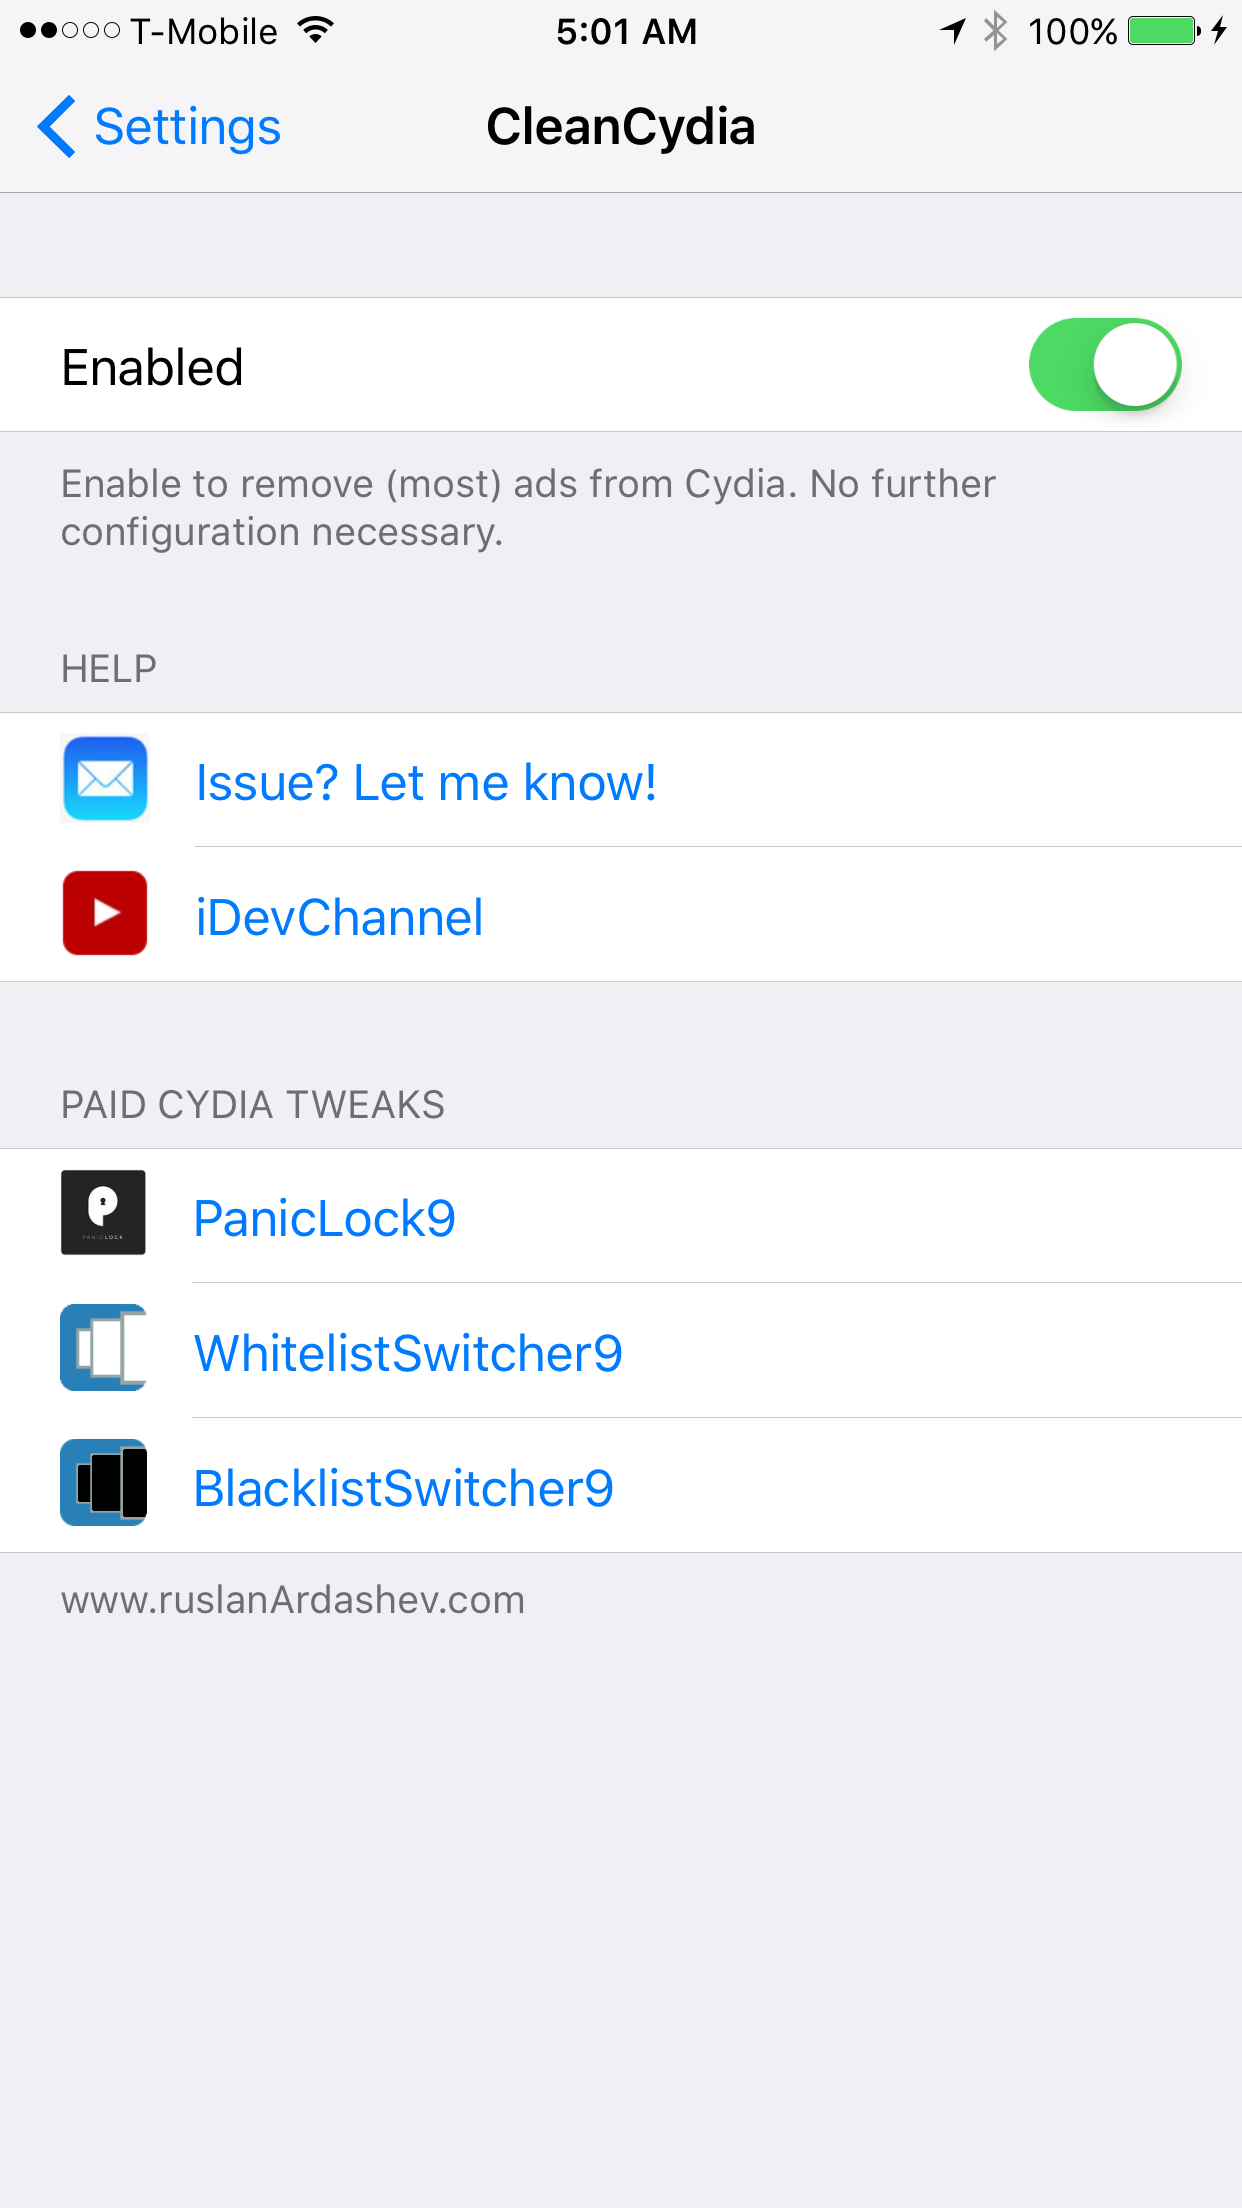 T-Mobile 5:01 AM 100%
Settings CleanCydia
Enabled
Enable to remove (most) ads from Cydia. No further
configuration necessary.
HELP
Issue? Let me know!
iDevChannel
PAID CYDIA TWEAKS
PANICLOCK
PanicLock9
WhitelistSwitcher9
BlacklistSwitcher9
www.ruslanArdashev.com